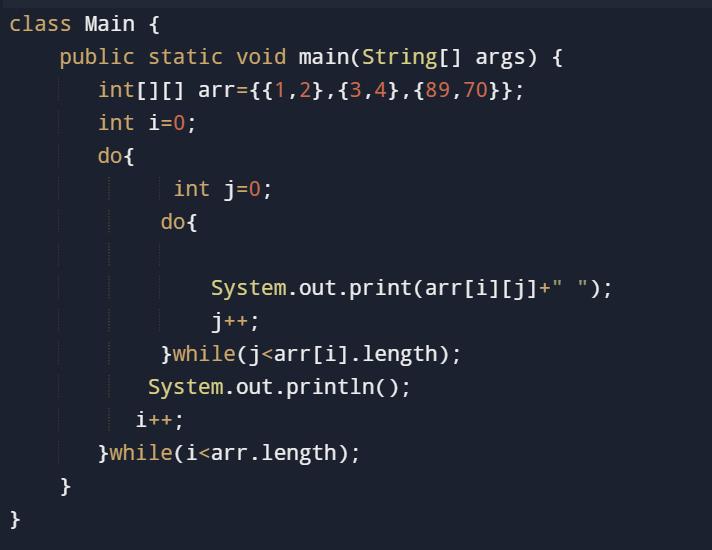 class Main {
    public static void main(String[] args) {
       int[][] arr={{1,2},{3,4},{89,70}};
       int i=0;
       do{
             int j=0;
            do{
                System.out.print(arr[i][j]+" ");
                j++;
            }while(j<arr[i].length);
           System.out.println();
          i++;
       }while(i<arr.length);
    }
}